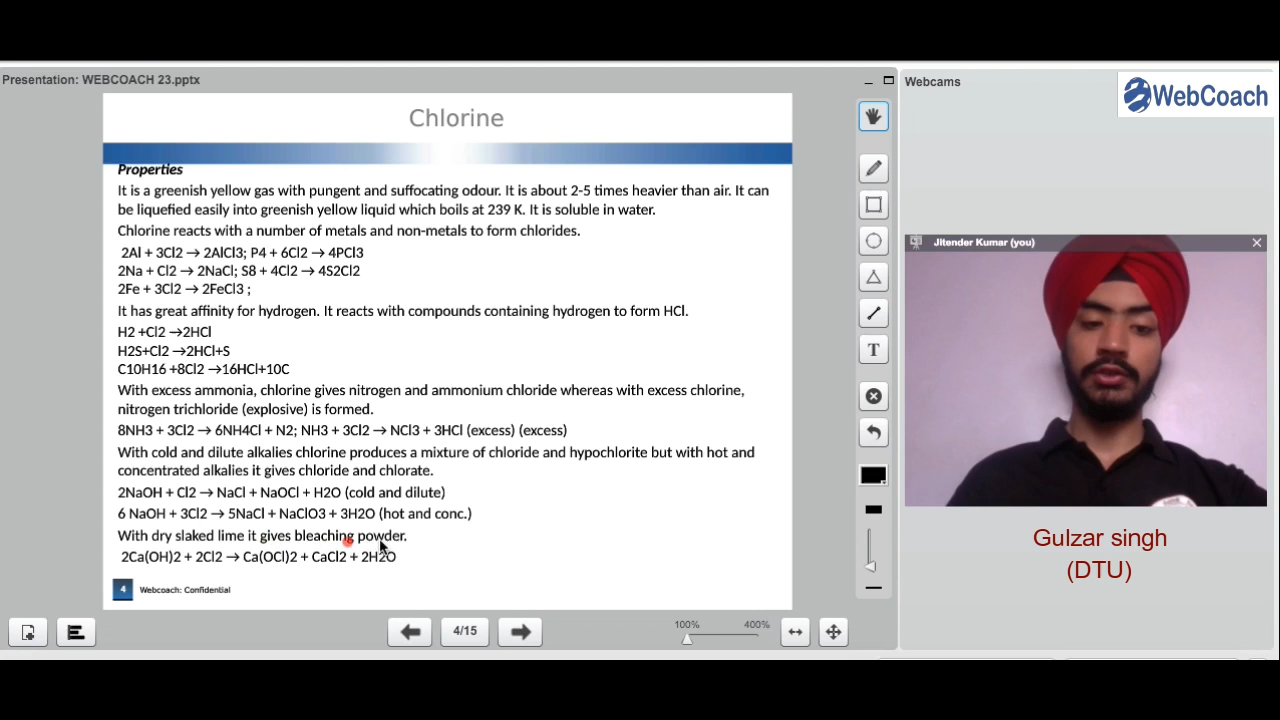 Presentation: WEBCOACH 23.pptx
Webcams
WebCoach
Chlorine
Properties
It is a greenish yellow gas with pungent and suffocating odour. It is about 2-5 times heavier than air. It can
be liquefied easily into greenish yellow liquid which boils at 239 K. It is soluble in water.
Chlorine reacts with a number of metals and non-metals to form chlorides.
2Al + 3Cl2 → 2AlCl3; P4 + 6Cl2 → 4PCl3
2Na + Cl2 → 2NaCl; S8 + 4Cl2 → 4S2Cl2
2Fe + 3Cl2 → 2FeCl3 ;
It has great affinity for hydrogen. It reacts with compounds containing hydrogen to form HCl.
H2 +Cl2 →2HCl
H2S+Cl2 →2HCl+S
C10H16 +8Cl2 →16HCl+10C
With excess ammonia, chlorine gives nitrogen and ammonium chloride whereas with excess chlorine,
nitrogen trichloride (explosive) is formed.
8NH3 + 3Cl2 → 6NH4Cl + N2; NH3 + 3Cl2 → NCl3 + 3HCl (excess) (excess)
With cold and dilute alkalies chlorine produces a mixture of chloride and hypochlorite but with hot and
concentrated alkalies it gives chloride and chlorate.
2NaOH + Cl2 → NaCl + NaOCl + H2O (cold and dilute)
6 NaOH + 3Cl2 → 5NaCl + NaClO3 + 3H2O (hot and conc.)
With dry slaked lime it gives bleaching powder.
2Ca(OH)2 + 2Cl2 → Ca(OCl)2 + CaCl2 + 2H2O
4
Webcoach: Confidential
T
4/15
100%
400%
Jitender Kumar (you)
Gulzar singh
(DTU)